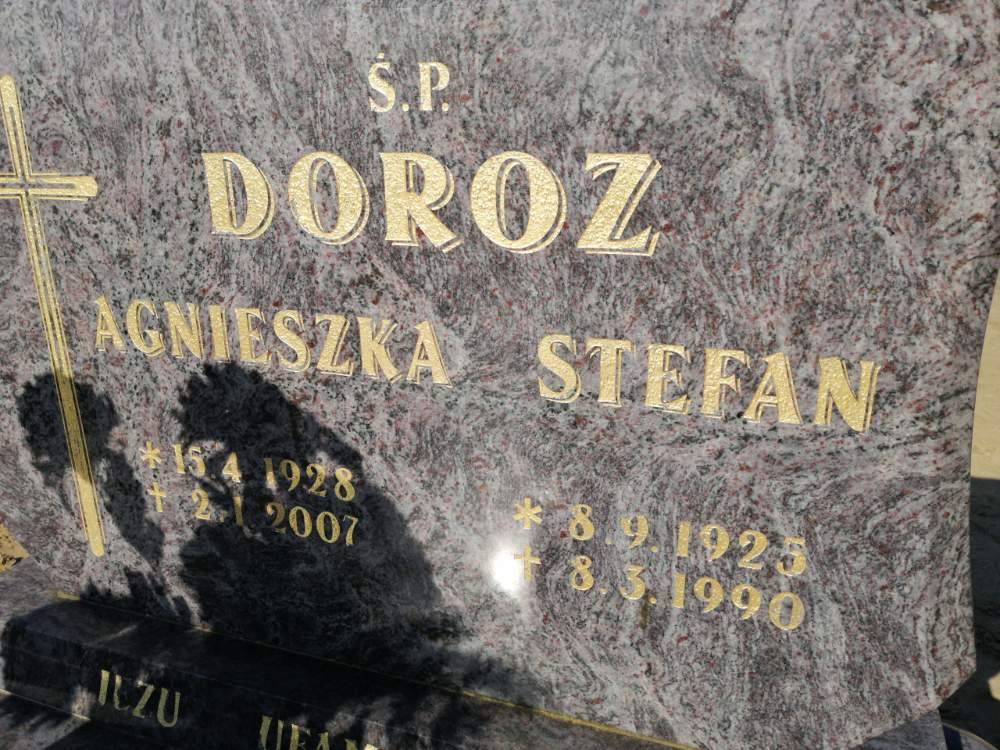 Ś.P.
DOROZ
AGNIESZKA STEFAN
* 15 4 1928
† 2.1 2007
* 8.9.1925
† 8.3.1990